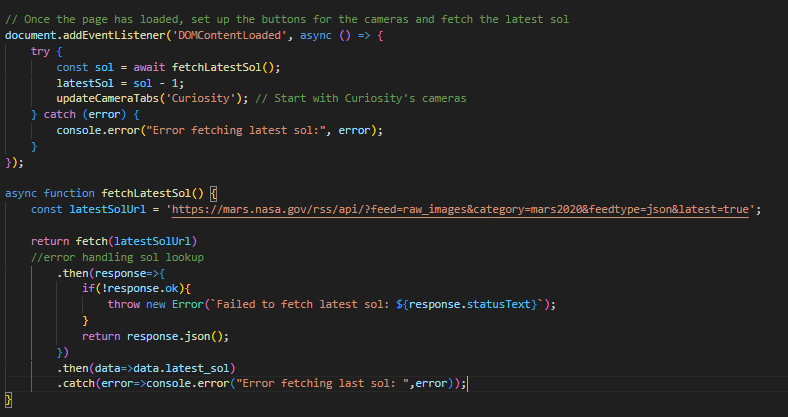 // Once the page has loaded, set up the buttons for the cameras and fetch the latest sol
document.addEventListener('DOMContentLoaded', async () => {
    try {
        const sol = await fetchLatestSol();
        latestSol = sol - 1;
        updateCameraTabs('Curiosity'); // Start with Curiosity's cameras
    } catch (error) {
        console.error("Error fetching latest sol:", error);
    }
});

async function fetchLatestSol() {
    const latestSolUrl = 'https://mars.nasa.gov/rss/api/?feed=raw_images&category=mars2020&feedtype=json&latest=true';

    return fetch(latestSolUrl)
    //error handling sol lookup
        .then(response=>{
            if(!response.ok){
                throw new Error(`Failed to fetch latest sol: ${response.statusText}`);
            }
            return response.json();
        })
        .then(data=>data.latest_sol)
        .catch(error=>console.error("Error fetching last sol: ",error));
}